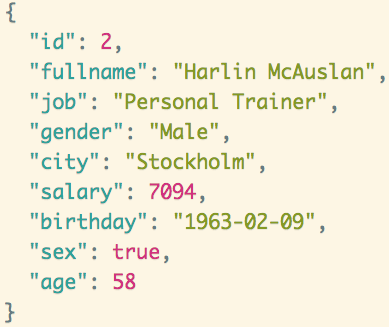 {
"id": 2,
"fullname": "Harlin McAuslan",
"job": "Personal Trainer",
"gender": "Male",
"city": "Stockholm",
"salary": 7094,
"birthday": "1963-02-09",
"sex": true,
"age": 58
}